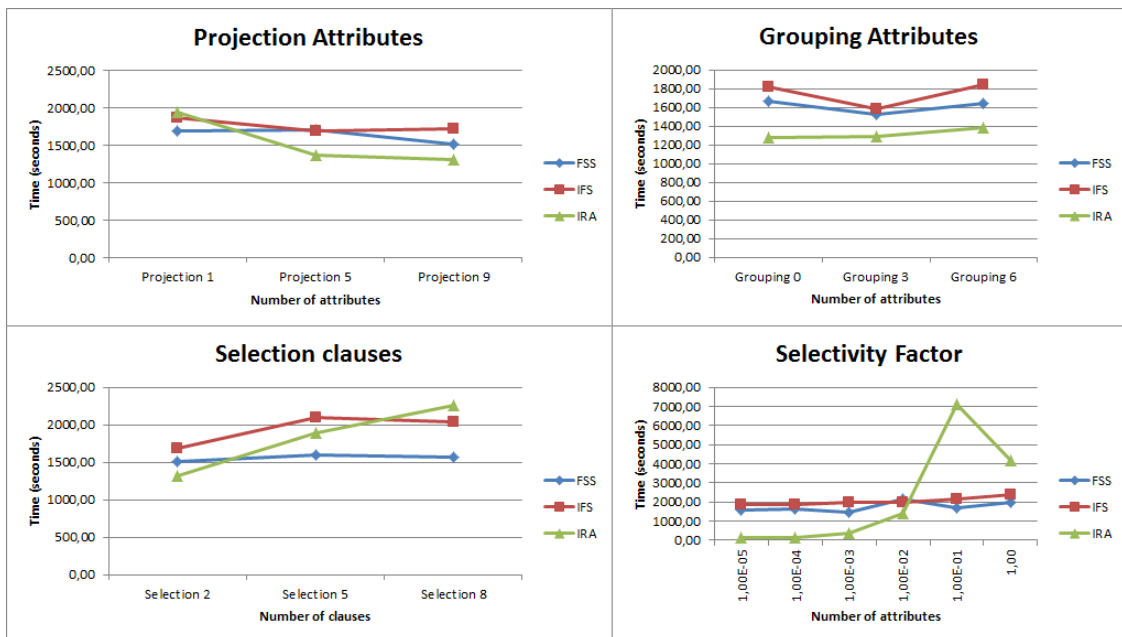 Projection Attributes
2500,00
2000,00
1500,00
1000,00
500,00
0,00
Time (seconds)
Projection 1
Projection 5
Projection 9
Number of attributes
FSS
IFS
IRA
Grouping Attributes
2000,00
1800,00
1600,00
1400,00
1200,00
1000,00
800,00
600,00
400,00
200,00
0,00
Time (seconds)
Grouping 0
Grouping 3
Grouping 6
Number of attributes
FSS
IFS
IRA
Selection clauses
2500,00
2000,00
1500,00
1000,00
500,00
0,00
Time (seconds)
Selection 2
Selection 5
Selection 8
Number of clauses
FSS
IFS
IRA
Selectivity Factor
8000,00
7000,00
6000,00
5000,00
4000,00
3000,00
2000,00
1000,00
0,00
Time (seconds)
1,00E-05
1,00E-04
1,00E-03
1,00E-02
1,00E-01
1,00
Number of attributes
FSS
IFS
IRA